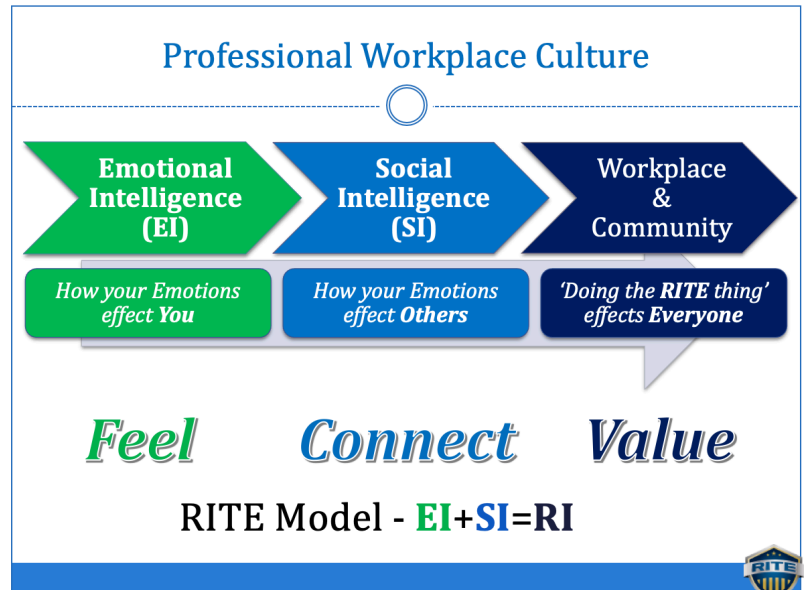 Professional Workplace Culture
Emotional
Intelligence
(EI)
Social
Intelligence
(SI)
Workplace
&
Community
How your Emotions
effect You
How your Emotions
effect Others
‘Doing the RITE thing’
effects Everyone
Feel
Connect
Value
RITE Model - EI+SI=RI
RITE